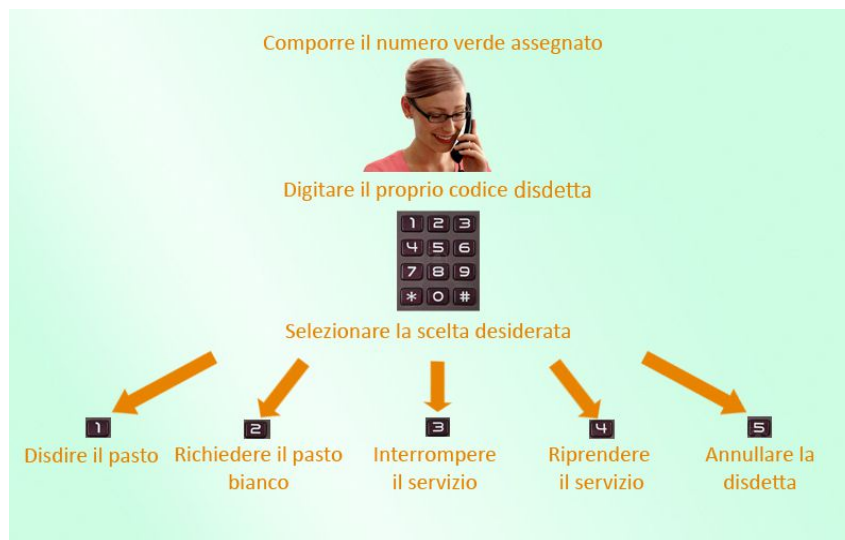 Comporre il numero verde assegnato
Digitare il proprio codice disdetta
1 2 3
4 5 6
7 8 9
* 0 #
Selezionare la scelta desiderata
1 2 3 4 5
Disdire il pasto Richiedere il pasto Interrompere Riprendere Annullare la
bianco il servizio il servizio disdetta